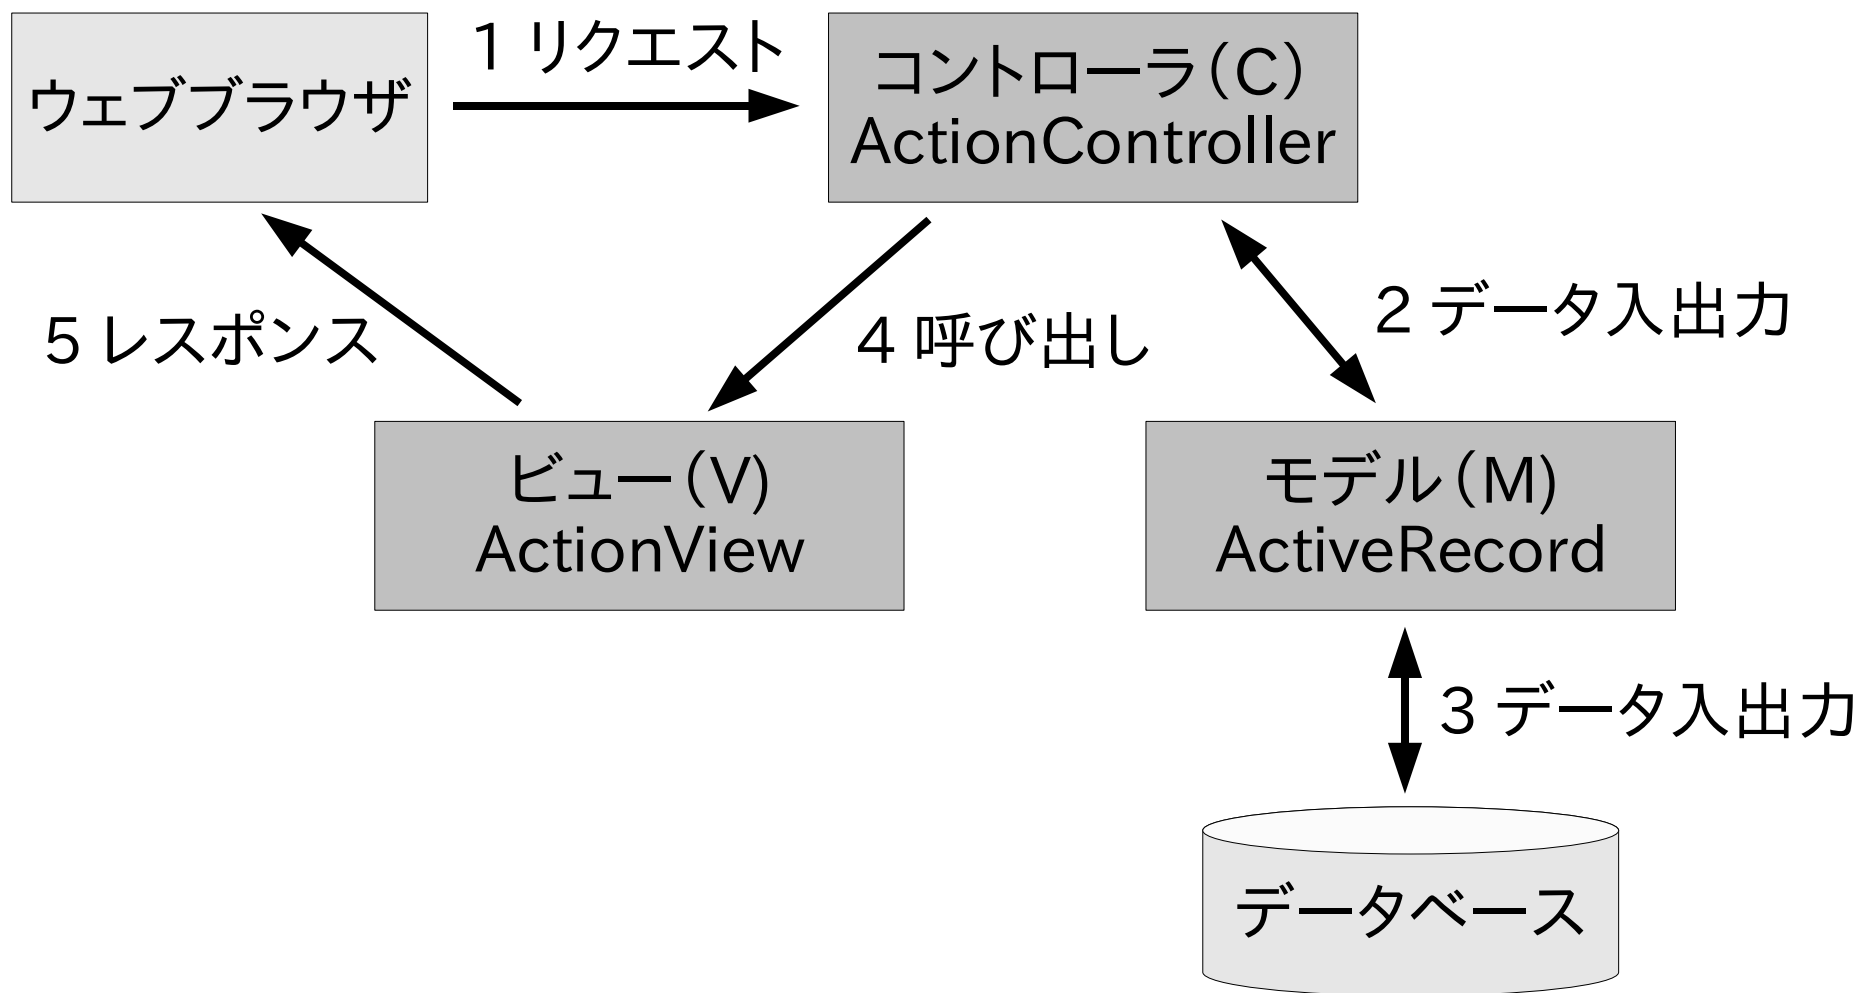 ウェブブラウザ
1 リクエスト
コントローラ（C）
ActionController
5 レスポンス
4 呼び出し
2 データ入出力
ビュー（V)
ActionView
モデル（M)
ActiveRecord
3 データ入出力
データベース